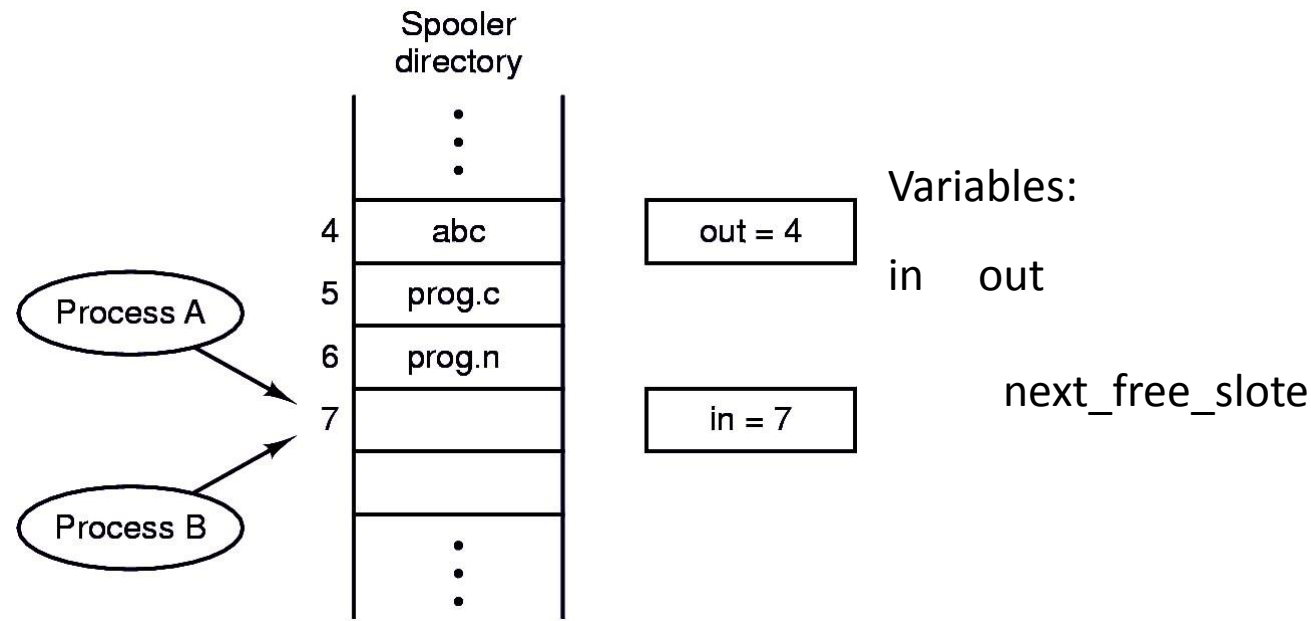 Spooler
directory
4 abc
5 prog.c
6 prog.n
7
Process A
Process B
out = 4
in = 7
Variables:
in out
next_free_slote